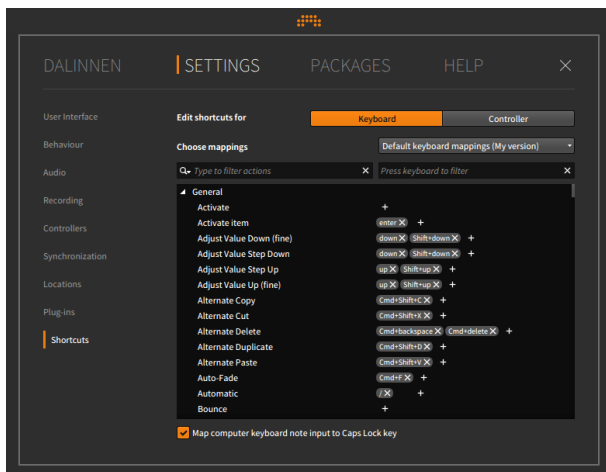 DALINNEN SETTINGS PACKAGES HELP
User Interface
Behaviour
Audio
Recording
Controllers
Synchronization
Locations
Plug-ins
Shortcuts
Edit shortcuts for Keyboard Controller
Choose mappings Default keyboard mappings (My version)
Type to filter actions Press keyboard to filter
General
Activate +
Activate item enter X +
Adjust Value Down (fine) down X Shift+down X +
Adjust Value Step Down down X Shift+down X +
Adjust Value Step Up up X Shift+up X +
Adjust Value Up (fine) up X Shift+up X +
Alternate Copy Cmd+Shift+C X +
Alternate Cut Cmd+Shift+X X +
Alternate Delete Cmd+backspace X Cmd+delete X +
Alternate Duplicate Cmd+Shift+D X +
Alternate Paste Cmd+Shift+V X +
Auto-Fade Cmd+F X +
Automatic / X +
Bounce +
Map computer keyboard note input to Caps Lock key